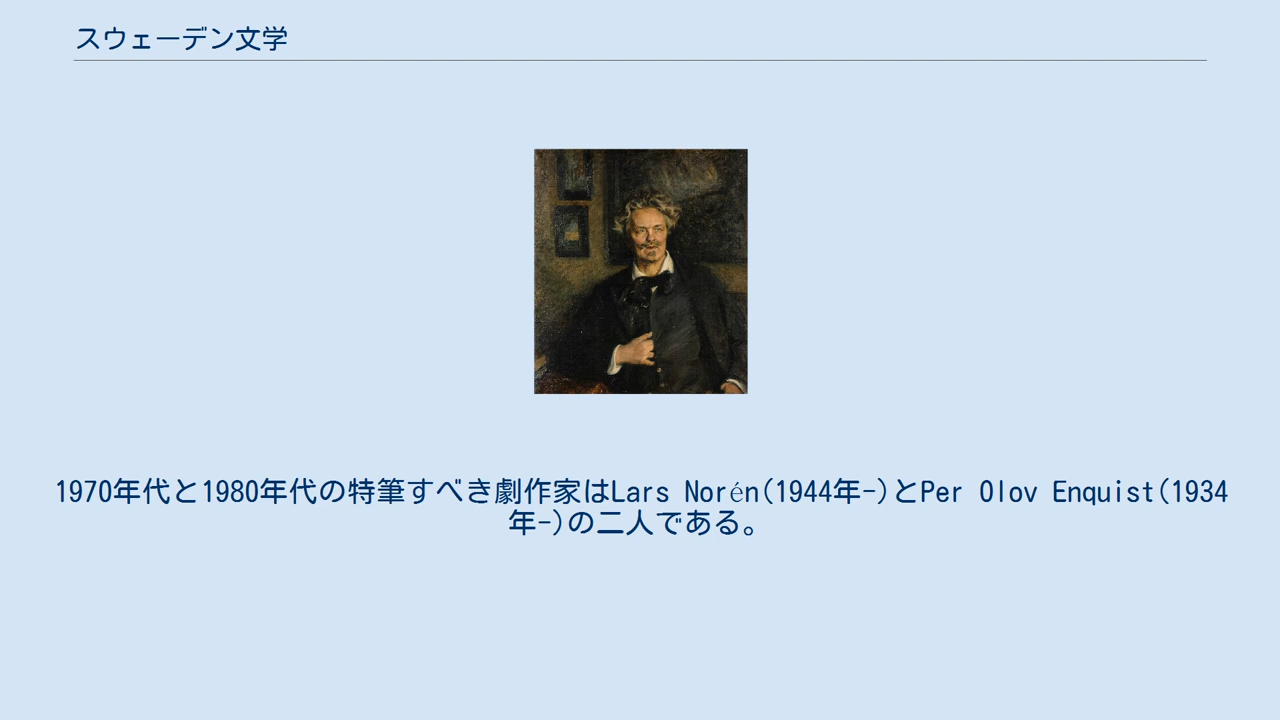 スウェーデン文学
1970年代と1980年代の特筆すべき劇作家はLars Norén(1944年-)とPer Olov Enquist(1934
年-)の二人である。